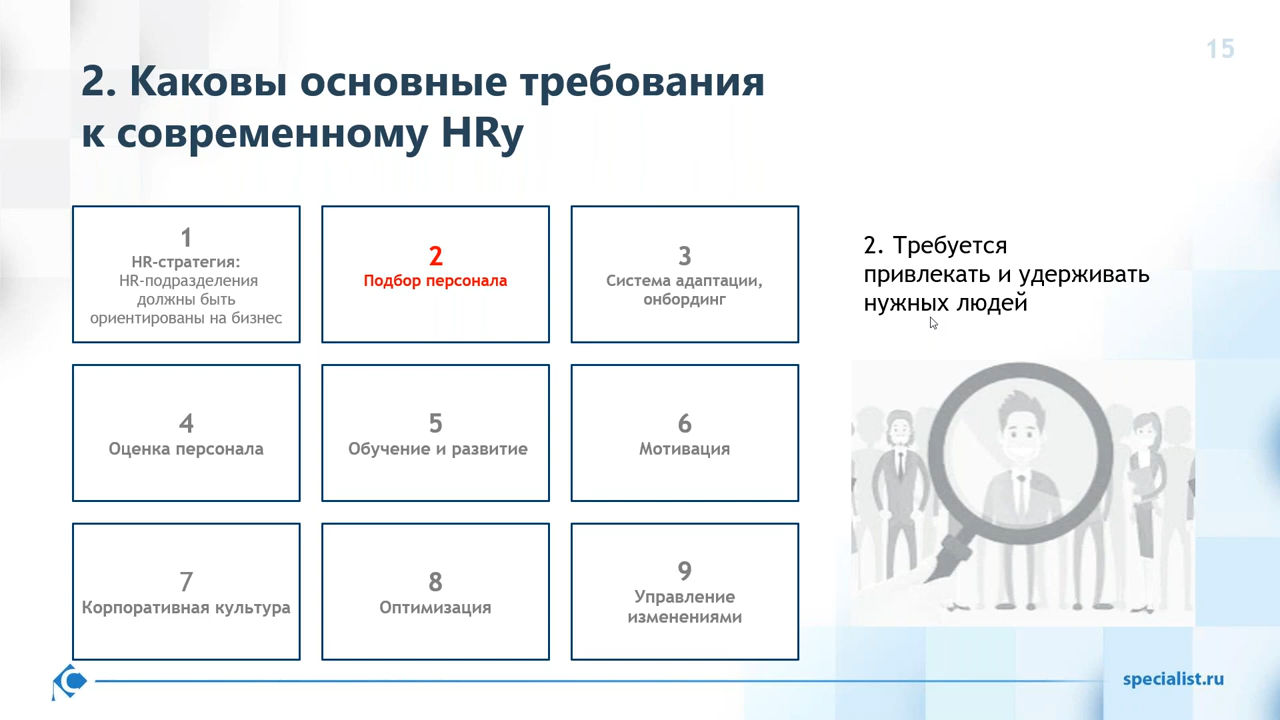 15
2. Каковы основные требования
к современному HRу
1
HR-стратегия:
HR-подразделения
должны быть
ориентированы на бизнес
2
Подбор персонала
3
Система адаптации,
онбординг
2. Требуется
привлекать и удерживать
нужных людей
4
Оценка персонала
5
Обучение и развитие
6
Мотивация
7
Корпоративная культура
8
Оптимизация
9
Управление
изменениями
specialist.ru